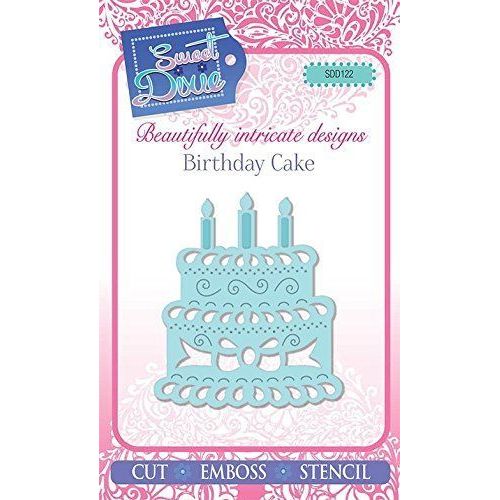 Sweet
Dixie
SDD122
Beautifully intricate designs
Birthday Cake
CUT EMBOSS STENCIL